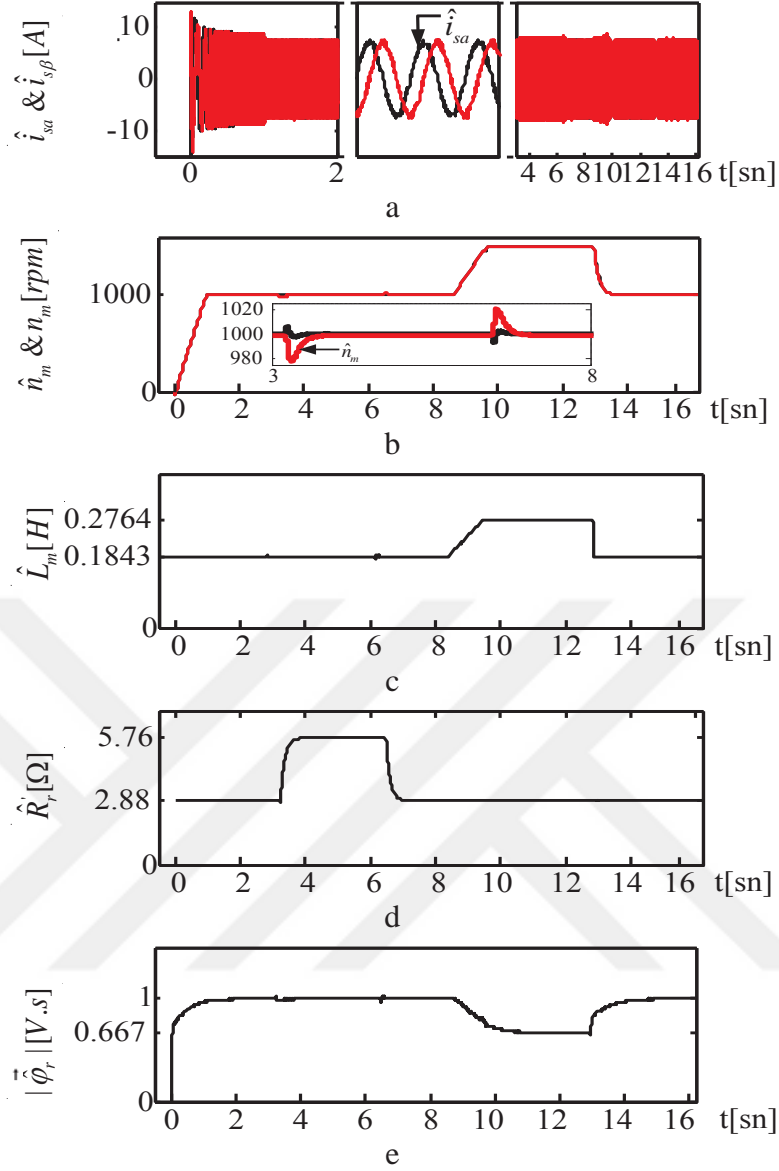 î_sa & î_sβ [A]
10
0
-10
î_sa
0 2 4 6 8 10 12 14 16 t[sn]
a
n̂_m & n_m [rpm]
1000
0
1020
1000
980
n̂_m
3 8
0 2 4 6 8 10 12 14 16 t[sn]
b
L̂_m [H]
0.2764
0.1843
0
0 2 4 6 8 10 12 14 16 t[sn]
c
R̂_r' [Ω]
5.76
2.88
0
0 2 4 6 8 10 12 14 16 t[sn]
d
|φ̂⃗_r| [V.s]
1
0.667
0
0 2 4 6 8 10 12 14 16 t[sn]
e